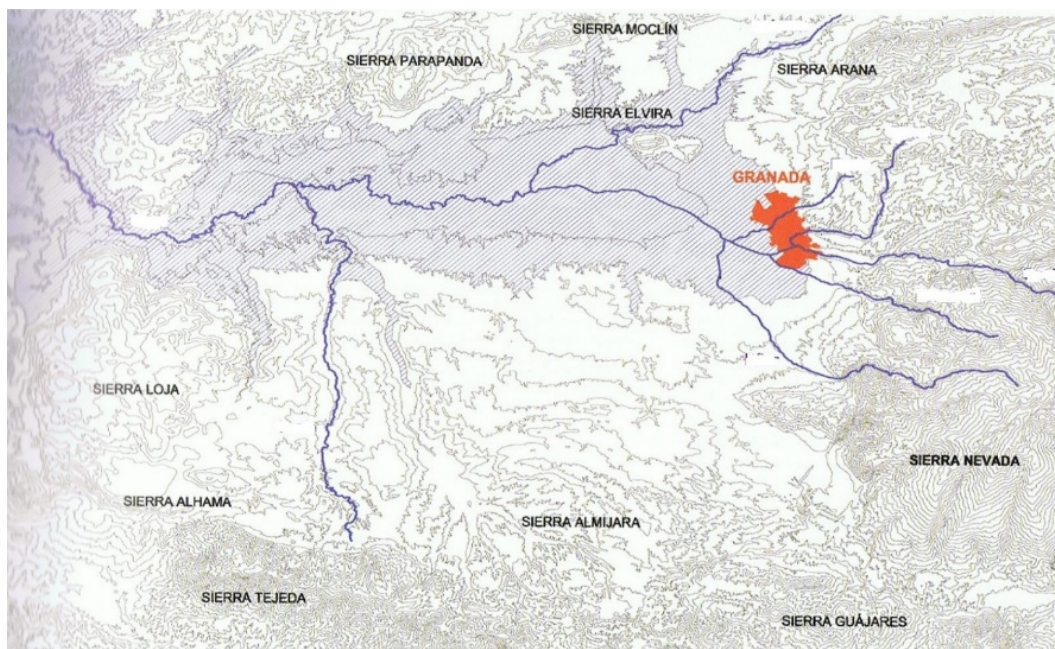 SIERRA MOCLÍN
SIERRA PARAPANDA
SIERRA ARANA
SIERRA ELVIRA
GRANADA
SIERRA LOJA
SIERRA NEVADA
SIERRA ALHAMA
SIERRA ALMIJARA
SIERRA TEJEDA
SIERRA GUÁJARES